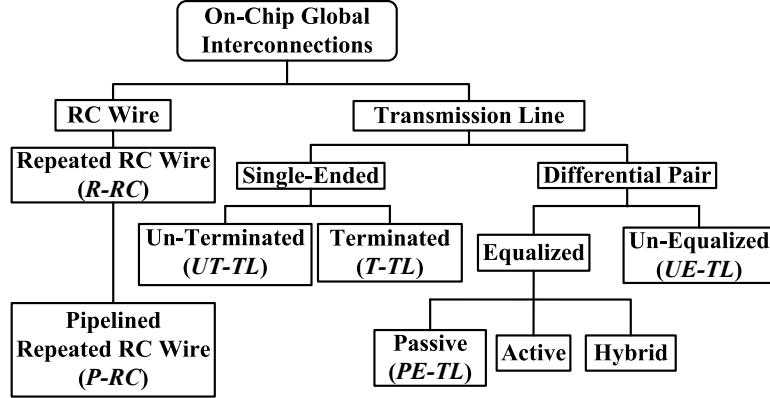 On-Chip Global
Interconnections
RC Wire
Transmission Line
Repeated RC Wire
(R-RC)
Single-Ended
Differential Pair
Un-Terminated
(UT-TL)
Terminated
(T-TL)
Equalized
Un-Equalized
(UE-TL)
Pipelined
Repeated RC Wire
(P-RC)
Passive
(PE-TL)
Active
Hybrid